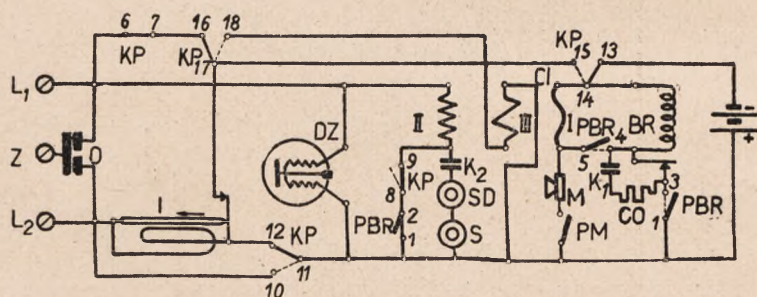 6 7 16 18
KP KP 17 KP 15 13
L1 CI 14
DZ II III I PBR 4 BR
Z O 9 K2 5
8 KP SD K1 3
L2 I M CO PBR
12 KP PBR 2 1
1 S PM
11
10
- +